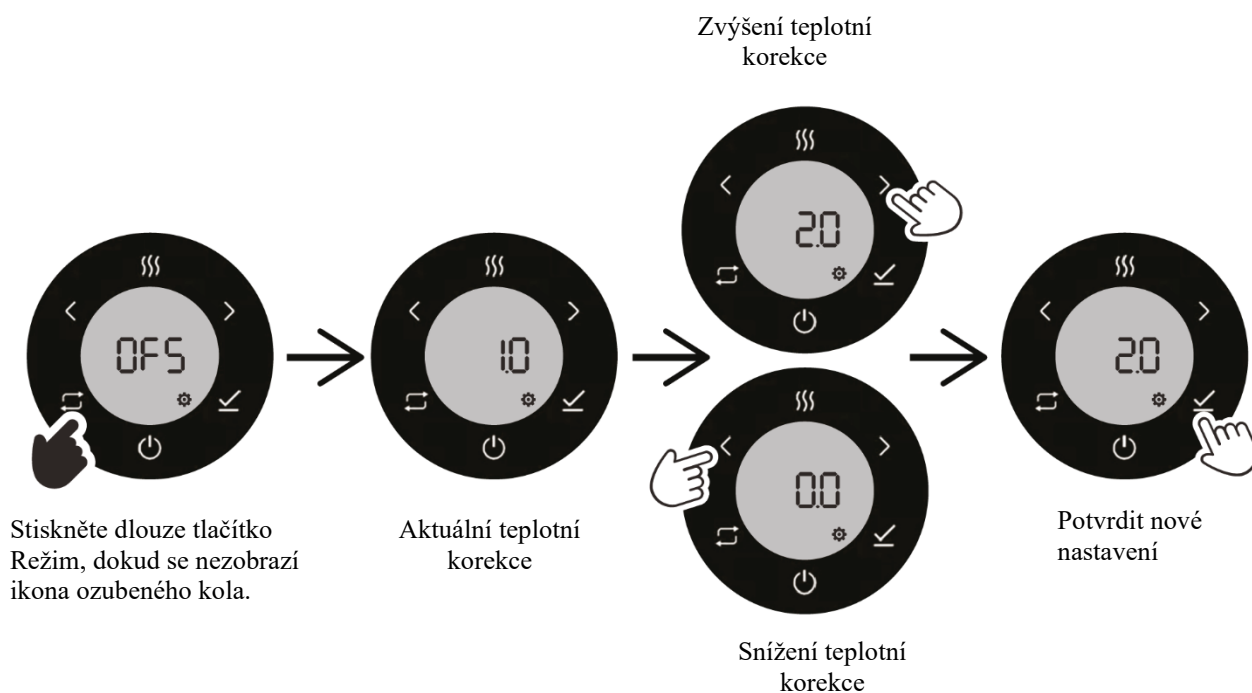 Zvýšení teplotní
korekce
2.0
OFS
1.0
2.0
0.0
Stiskněte dlouze tlačítko
Režim, dokud se nezobrazí
ikona ozubeného kola.
Aktuální teplotní
korekce
Potvrdit nové
nastavení
Snížení teplotní
korekce